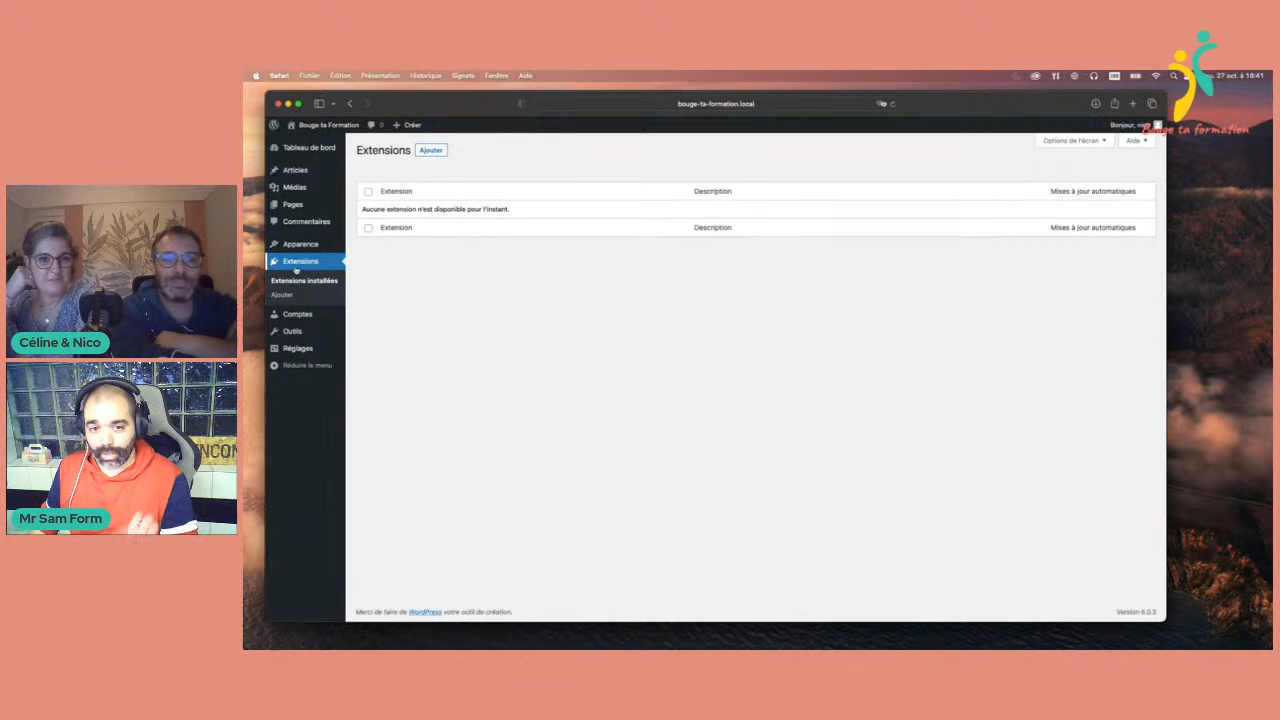 Safari Fichier Édition Présentation Historique Signets Fenêtre Aide
27 oct. à 18:41
bouge-ta-formation.local
Bouge ta Formation 0 + Créer
Bonjour,
Bouge ta formation
Tableau de bord
Articles
Médias
Pages
Commentaires
Apparence
Extensions
Extensions installées
Ajouter
Comptes
Outils
Réglages
Réduire le menu
Options de l'écran
Aide
Extensions Ajouter
Extension Description Mises à jour automatiques
Aucune extension n'est disponible pour l'instant.
Extension Description Mises à jour automatiques
Merci de faire de WordPress votre outil de création.
Version 6.0.3
Céline & Nico
Mr Sam Form